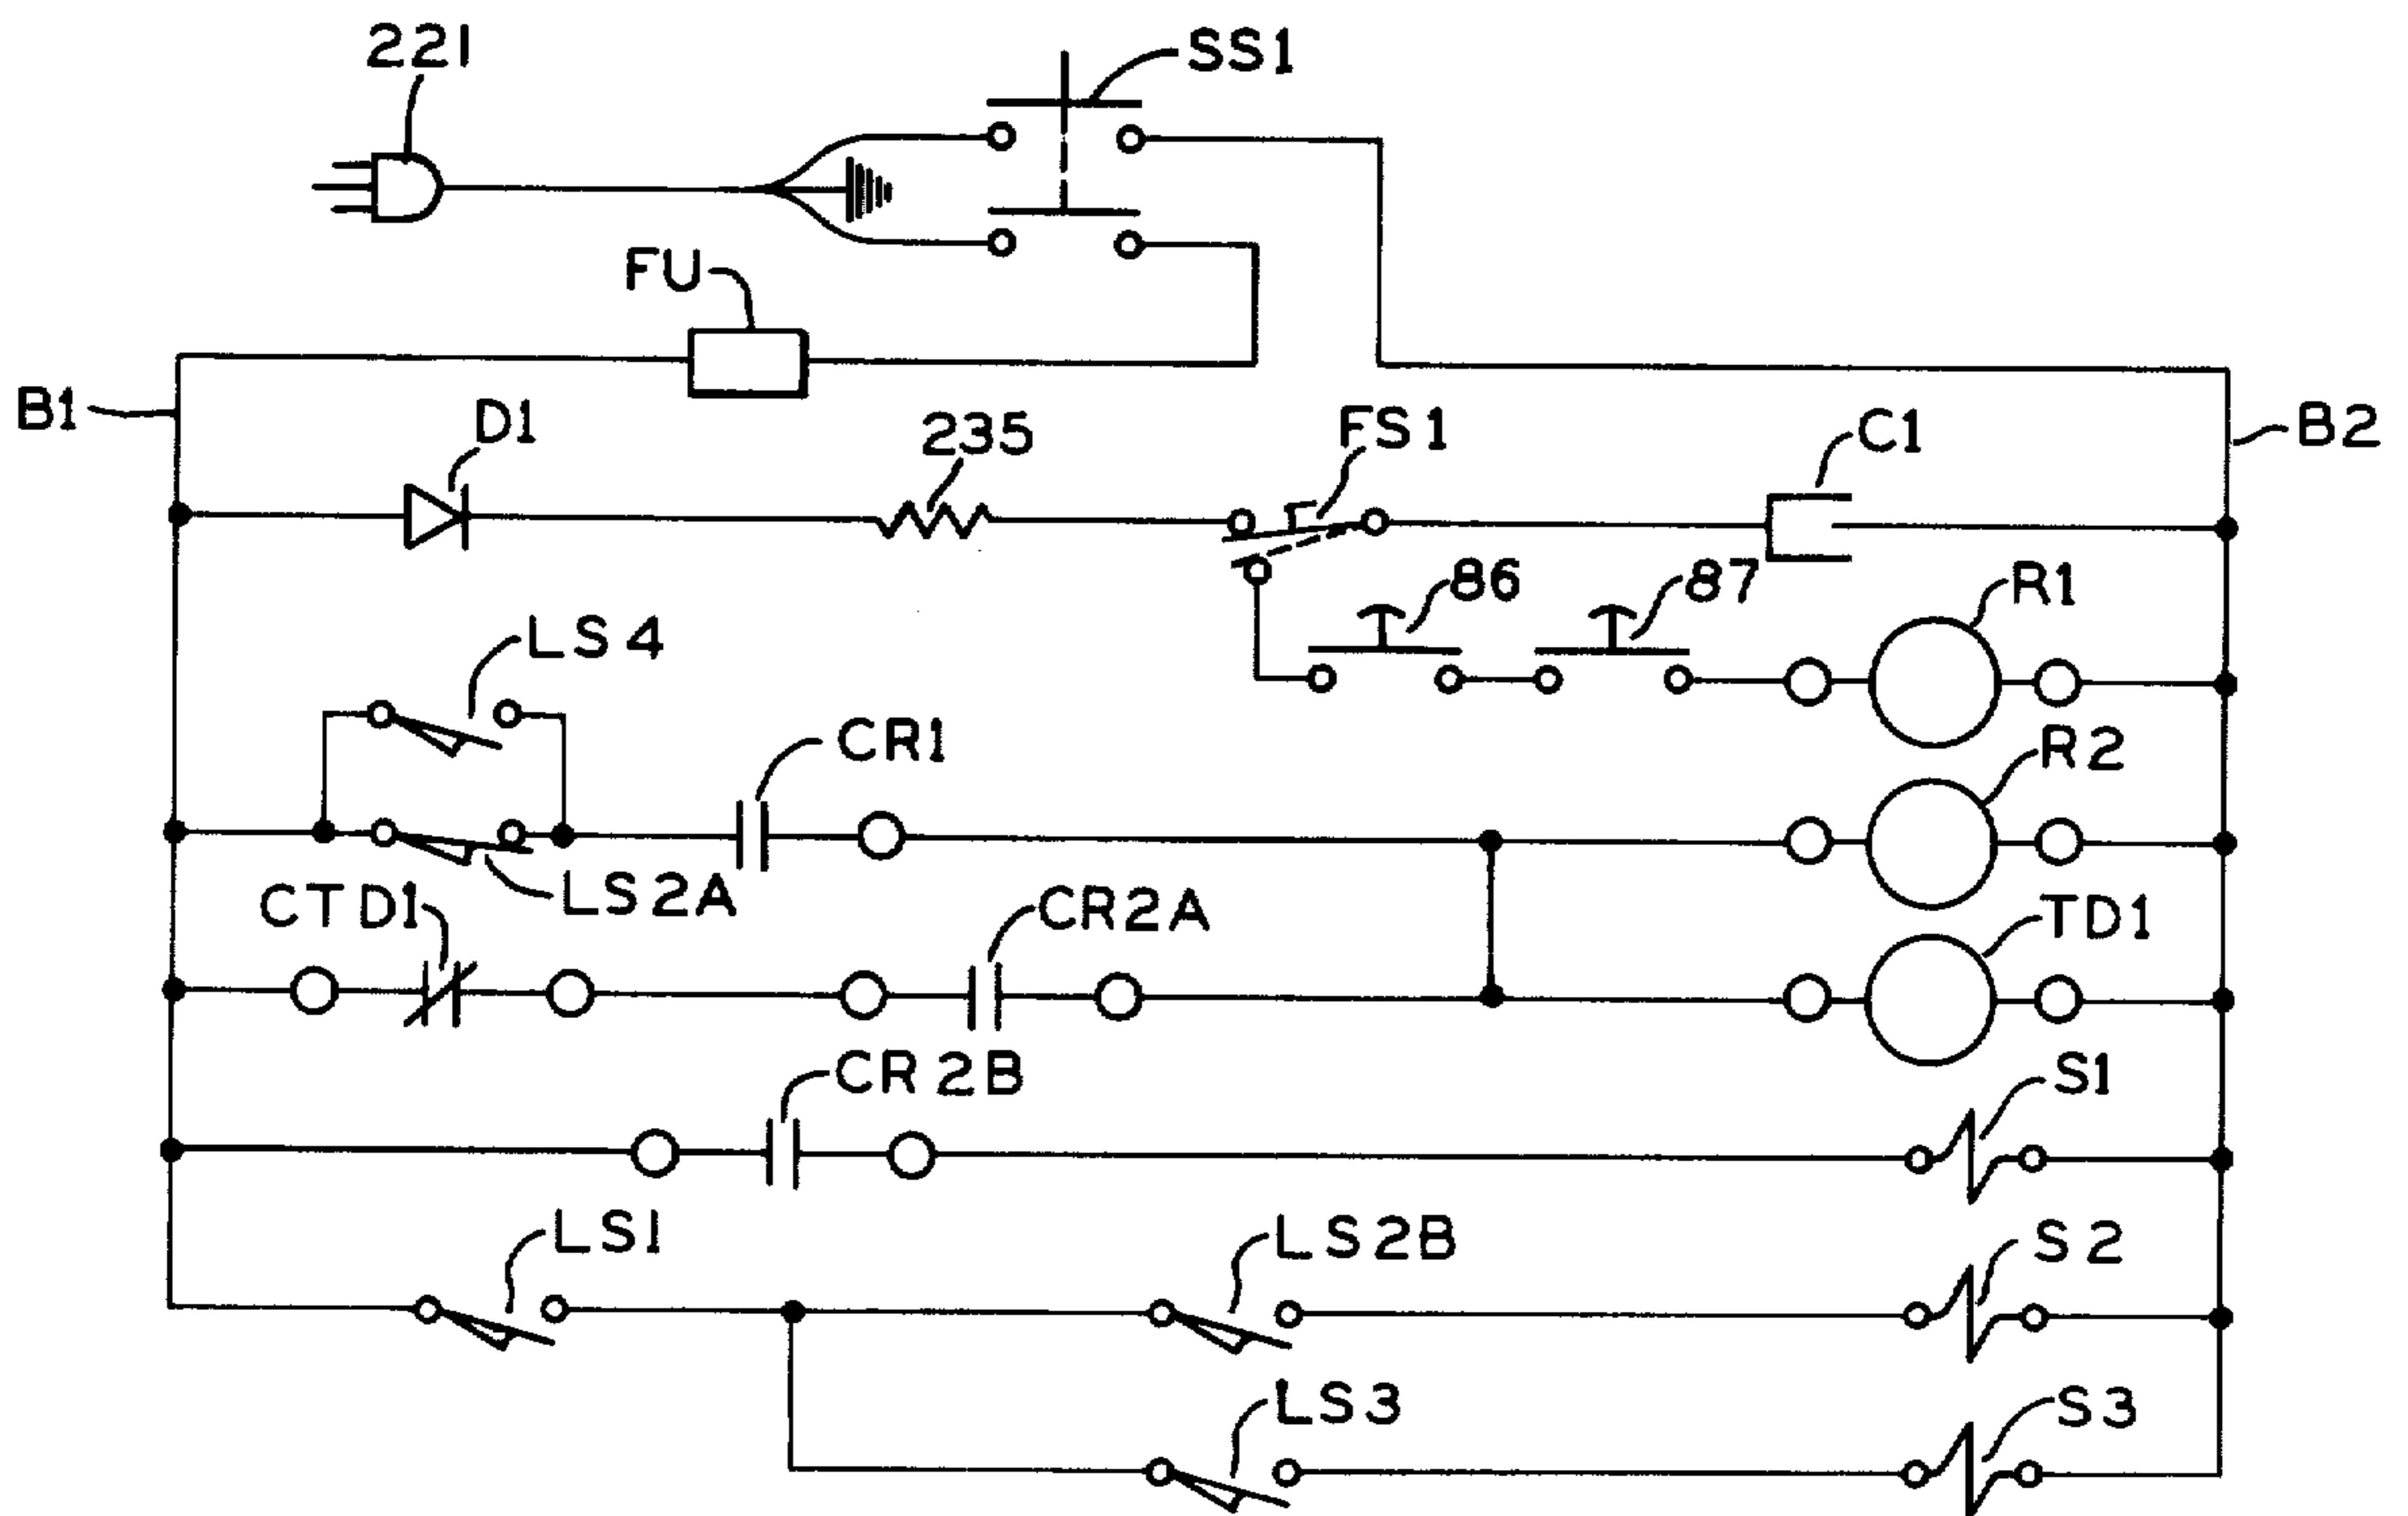 221
SS1
FU
B1
D1
235
FS1
C1
B2
86
87
R1
LS4
CR1
R2
LS2A
CTD1
CR2A
TD1
CR2B
S1
LS1
LS2B
S2
LS3
S3